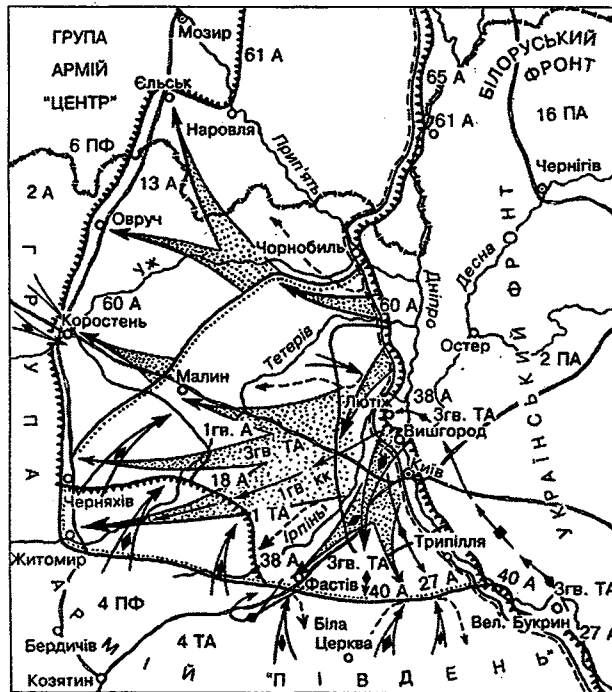 Мозир
ГРУПА
АРМІЙ
"ЦЕНТР"
61 А
65 А
БІЛОРУСЬКИЙ
ФРОНТ
Єльськ
Наровля
61 А
16 ПА
6 ПФ
Прип'ять
Чернігів
2 А
13 А
Овруч
Чорнобиль
Уж
Дніпро
Десна
60 А
60 А
Коростень
Тетерів
Остер
2 ПА
Малин
38 А
Лютіж
3гв. ТА
Вишгород
1гв. А
3гв. ТА
Київ
18 А
1гв. кк
Черняхів
1 ТА
Ірпінь
Трипілля
Житомир
38 А
3гв. ТА
Фастів
40 А
27 А
40 А
3гв. ТА
4 ПФ
Біла
Церква
Вел. Букрин
27 А
Бердичів
4 ТА
Козятин
ГРУПА АРМІЙ "ПІВДЕНЬ"
УКРАЇНСЬКИЙ ФРОНТ